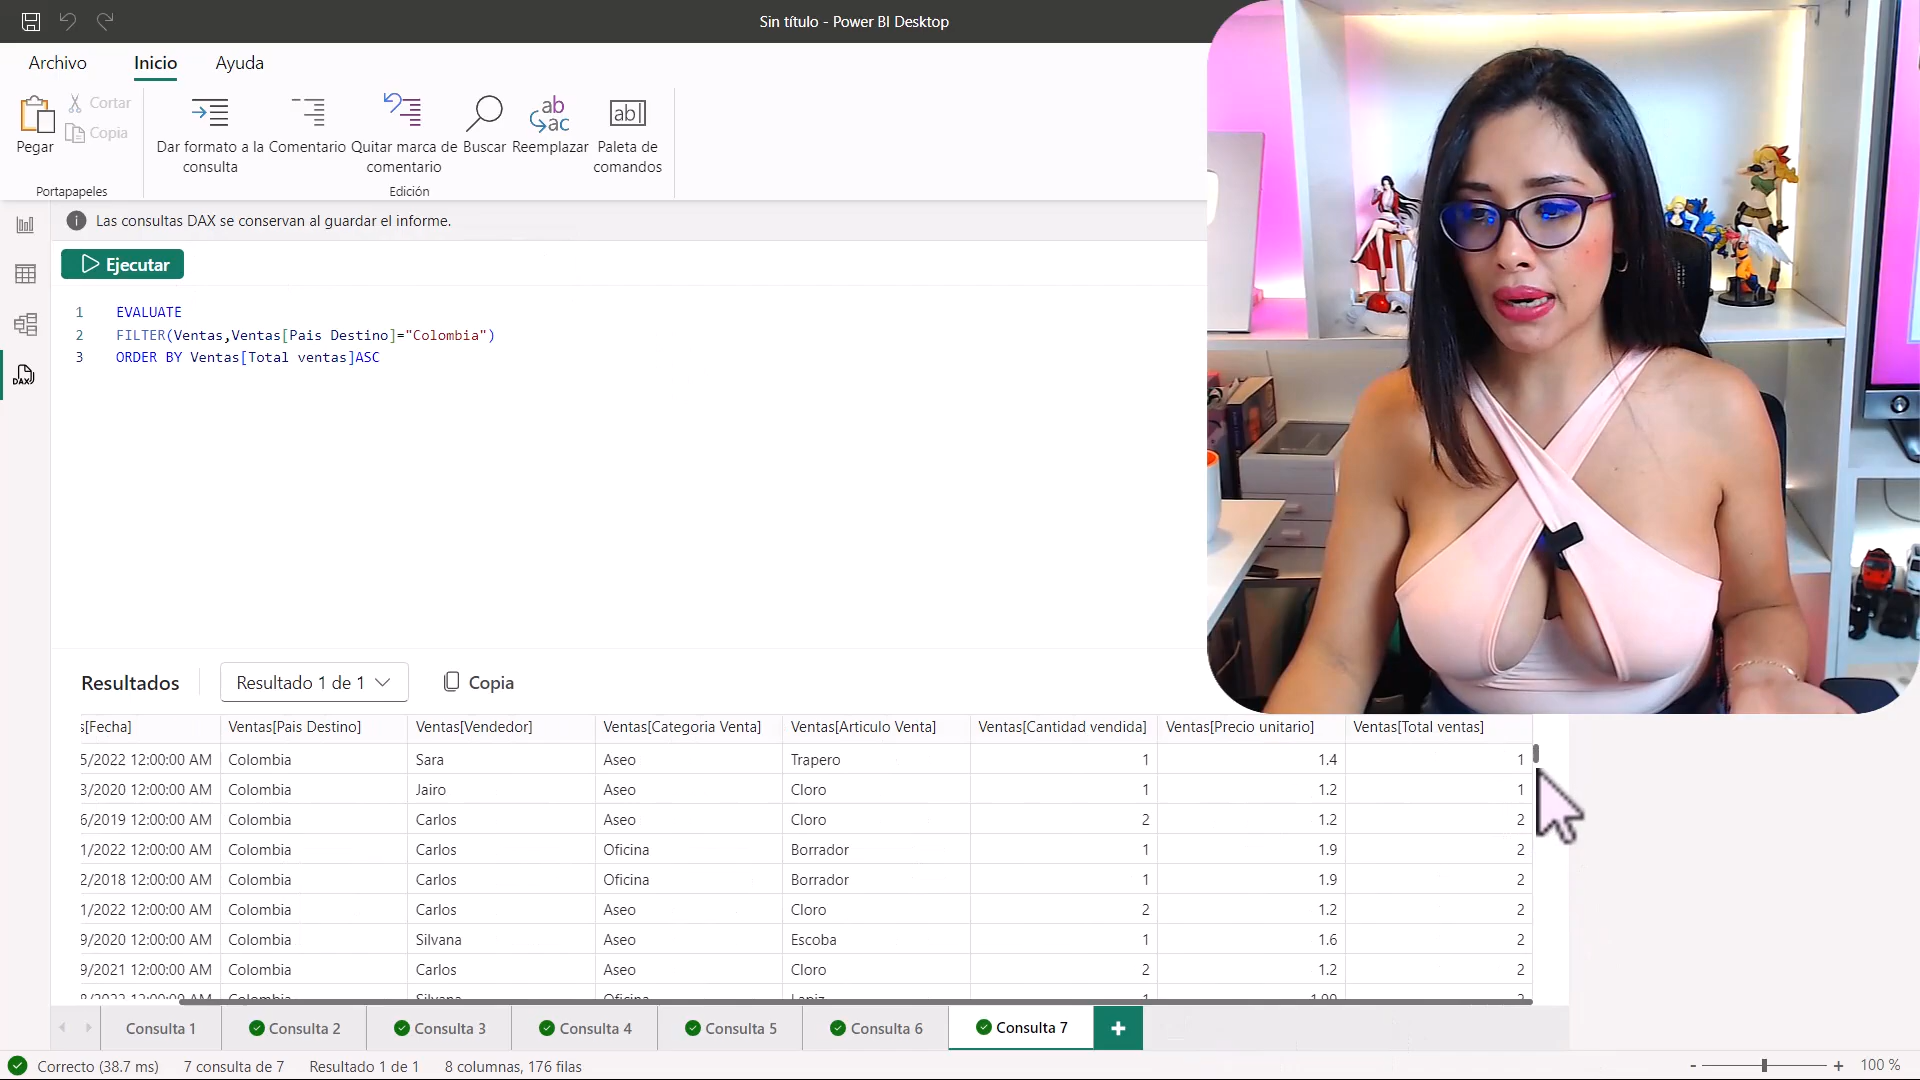 Sin título - Power BI Desktop
Archivo Inicio Ayuda
Pegar
Cortar
Copia
Portapapeles
Dar formato a la consulta
Comentario
Quitar marca de comentario
Buscar
Reemplazar
Paleta de comandos
Edición
Las consultas DAX se conservan al guardar el informe.
Ejecutar
1 EVALUATE
2 FILTER(Ventas,Ventas[Pais Destino]="Colombia")
3 ORDER BY Ventas[Total ventas]ASC
DAX
Resultados Resultado 1 de 1 Copia
s[Fecha] Ventas[Pais Destino] Ventas[Vendedor] Ventas[Categoria Venta] Ventas[Articulo Venta] Ventas[Cantidad vendida] Ventas[Precio unitario] Ventas[Total ventas]
5/2022 12:00:00 AM Colombia Sara Aseo Trapero 1 1.4 1
3/2020 12:00:00 AM Colombia Jairo Aseo Cloro 1 1.2 1
6/2019 12:00:00 AM Colombia Carlos Aseo Cloro 2 1.2 2
1/2022 12:00:00 AM Colombia Carlos Oficina Borrador 1 1.9 2
2/2018 12:00:00 AM Colombia Carlos Oficina Borrador 1 1.9 2
1/2022 12:00:00 AM Colombia Carlos Aseo Cloro 2 1.2 2
9/2020 12:00:00 AM Colombia Silvana Aseo Escoba 1 1.6 2
9/2021 12:00:00 AM Colombia Carlos Aseo Cloro 2 1.2 2
Consulta 1 Consulta 2 Consulta 3 Consulta 4 Consulta 5 Consulta 6 Consulta 7 +
Correcto (38.7 ms) 7 consulta de 7 Resultado 1 de 1 8 columnas, 176 filas - + 100 %